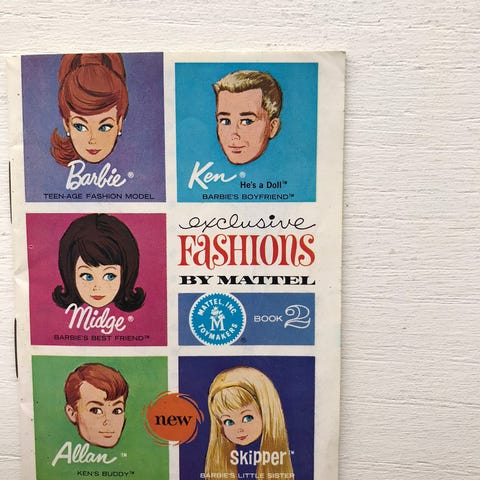 Barbie®
TEEN-AGE FASHION MODEL
Ken® He's a Doll™
BARBIE'S BOYFRIEND™
exclusive
FASHIONS
BY MATTEL
MATTEL, INC.
TOYMAKERS
®
BOOK 2
Midge®
BARBIE'S BEST FRIEND™
new
Allan™
KEN'S BUDDY™
Skipper™
BARBIE'S LITTLE SISTER